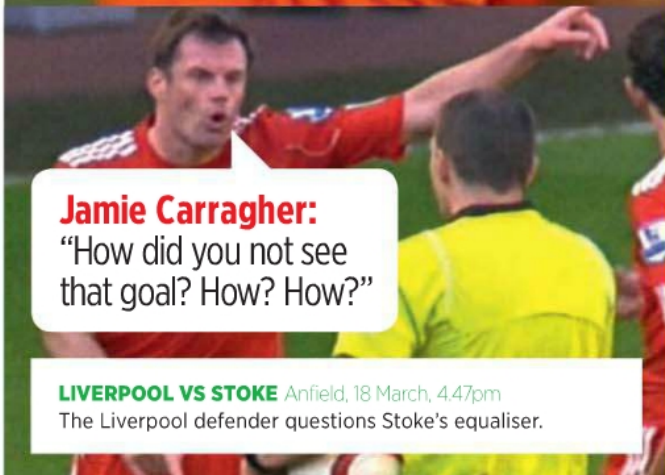 Jamie Carragher:
“How did you not see
that goal? How? How?”
LIVERPOOL VS STOKE Anfield, 18 March, 4.47pm
The Liverpool defender questions Stoke's equaliser.